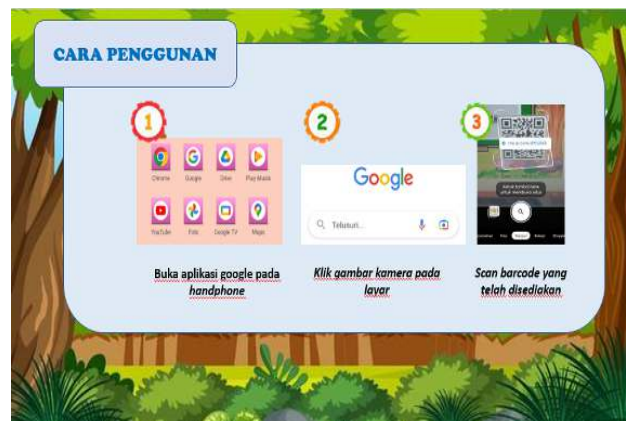 CARA PENGGUNAN
1
2
3
Chrome Google Drive Play Musik
YouTube Foto Google TV Maps
Google
Telusuri...
Buka aplikasi google pada
handphone
Klik gambar kamera pada
layar
Scan barcode yang
telah disediakan